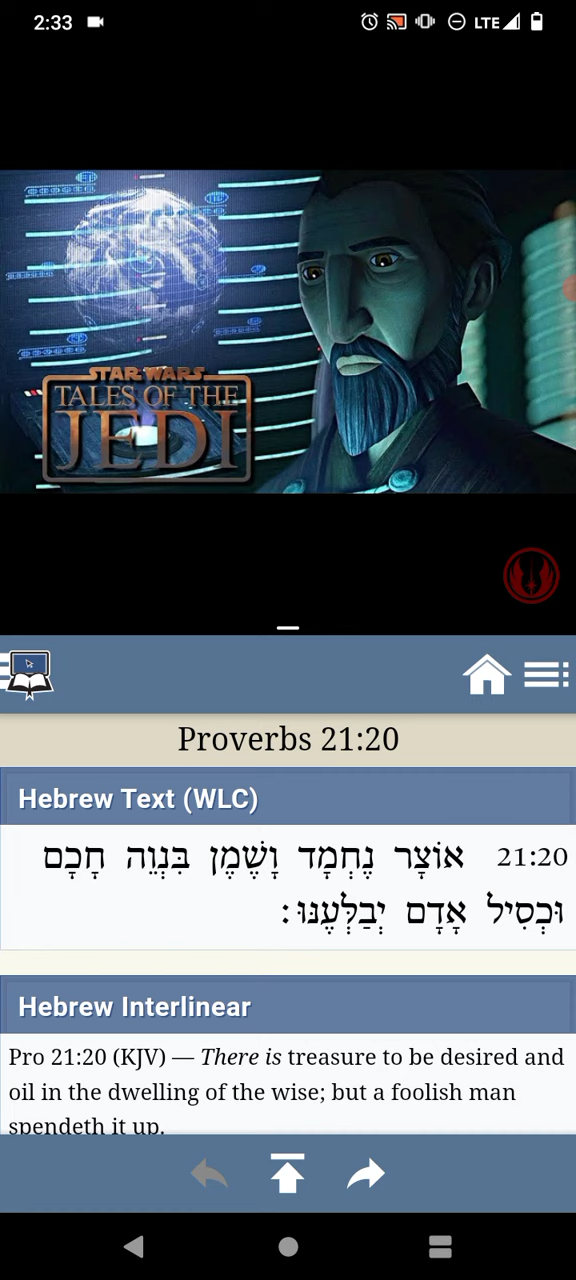 2:33
LTE
STAR WARS
TALES OF THE
JEDI
Proverbs 21:20
Hebrew Text (WLC)
21:20 אוֹצָ֤ר נֶחְמָ֣ד וָ֭שֶׁמֶן בִּנְוֵ֣ה חָכָ֑ם
וּכְסִ֖יל אָדָ֣ם יְבַלְּעֶֽנּוּ׃
Hebrew Interlinear
Pro 21:20 (KJV) — There is treasure to be desired and
oil in the dwelling of the wise; but a foolish man
spendeth it up.